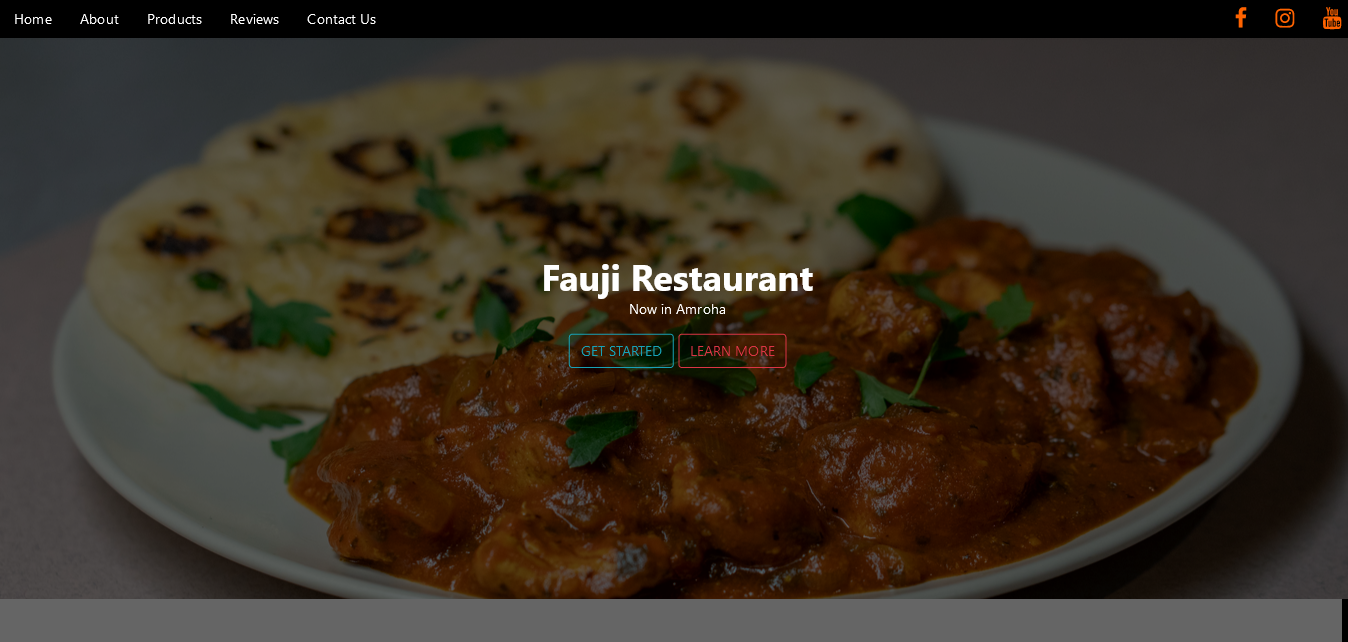 Home About Products Reviews Contact Us
You
Tube
Fauji Restaurant
Now in Amroha
GET STARTED LEARN MORE